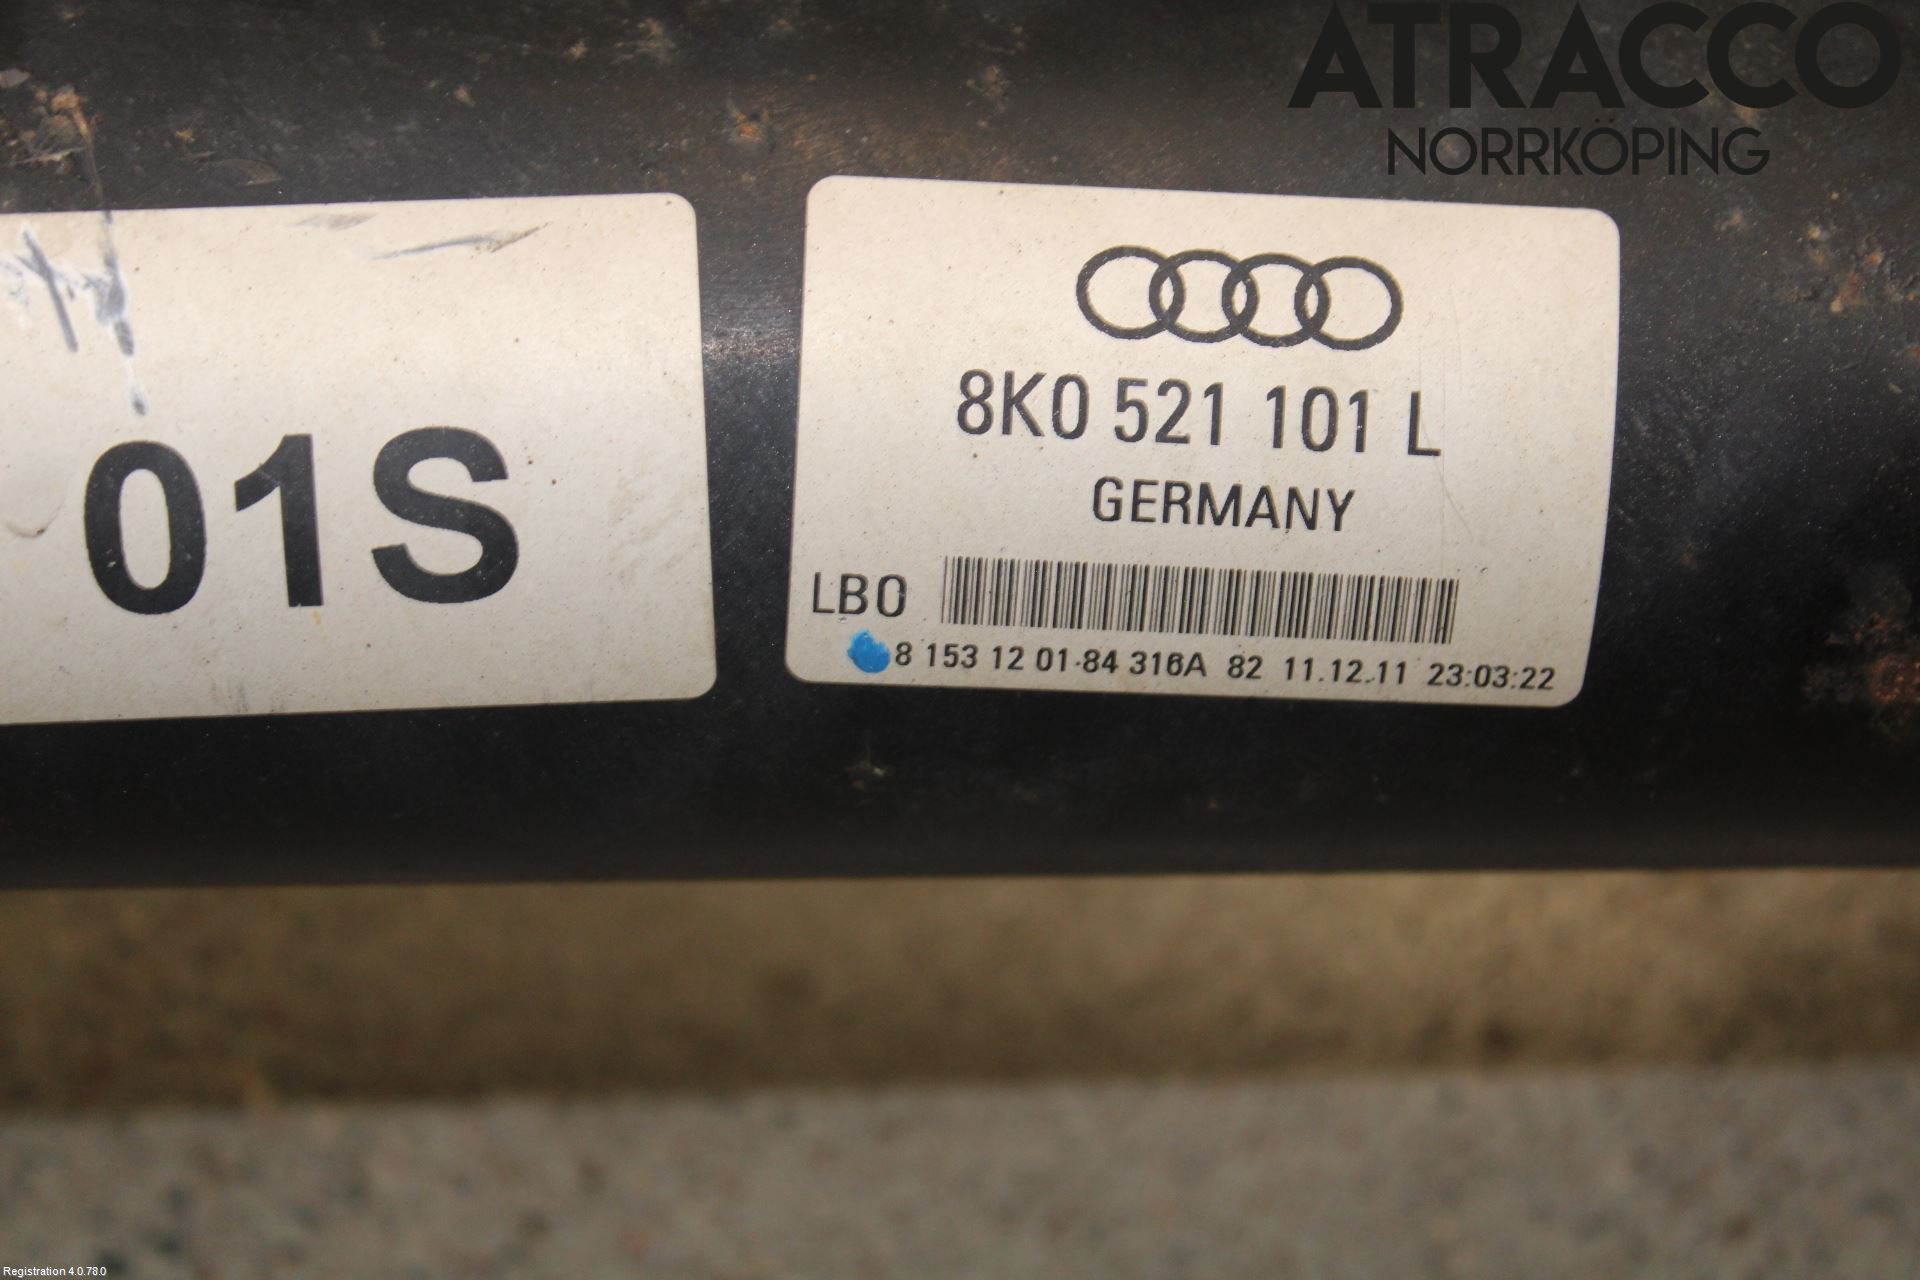 ATRACCO
NORRKÖPING
01S
8K0 521 101 L
GERMANY
LB0
8 153 12 01-84 316A 82 11.12.11 23:03:22
Registration 4.0.78.0